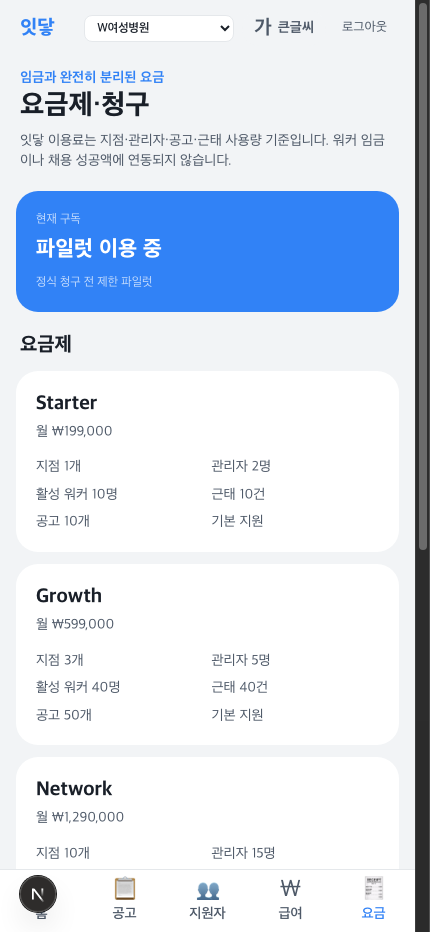 잇닿
W여성병원
가 큰글씨
로그아웃
임금과 완전히 분리된 요금
요금제·청구
잇닿 이용료는 지점·관리자·공고·근태 사용량 기준입니다. 워커 임금
이나 채용 성공액에 연동되지 않습니다.
현재 구독
파일럿 이용 중
정식 청구 전 제한 파일럿
요금제
Starter
월 ₩199,000
지점 1개
관리자 2명
활성 워커 10명
근태 10건
공고 10개
기본 지원
Growth
월 ₩599,000
지점 3개
관리자 5명
활성 워커 40명
근태 40건
공고 50개
기본 지원
Network
월 ₩1,290,000
지점 10개
관리자 15명
N
공고
지원자
₩
급여
요금